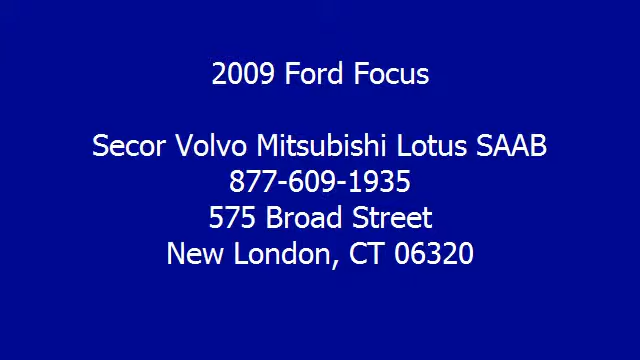 2009 Ford Focus
Secor Volvo Mitsubishi Lotus SAAB
877-609-1935
575 Broad Street
New London, CT 06320